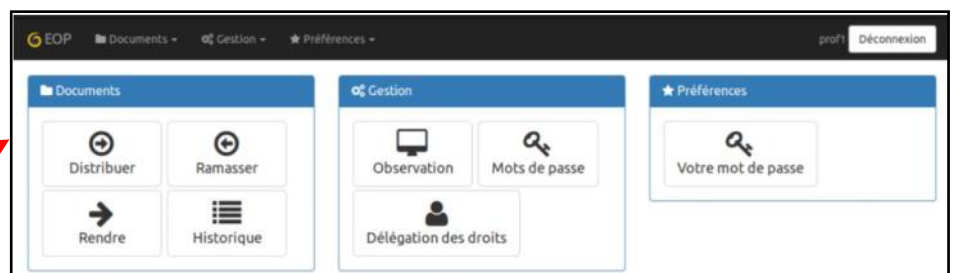 EOP Documents Gestion Préférences prof1 Déconnexion
Documents
Distribuer Ramasser
Rendre Historique
Gestion
Observation Mots de passe
Délégation des droits
Préférences
Votre mot de passe